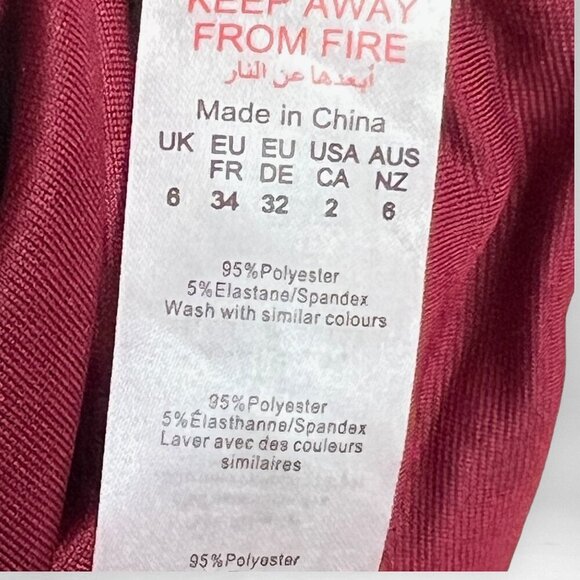 KEEP AWAY
FROM FIRE
أبعدها عن النار
Made in China
UK EU EU USA AUS
FR DE CA NZ
6 34 32 2 6
95%Polyester
5%Elastane/Spandex
Wash with similar colours
95%Polyester
5%Élasthanne/Spandex
Laver avec des couleurs
similaires
95%Polyester